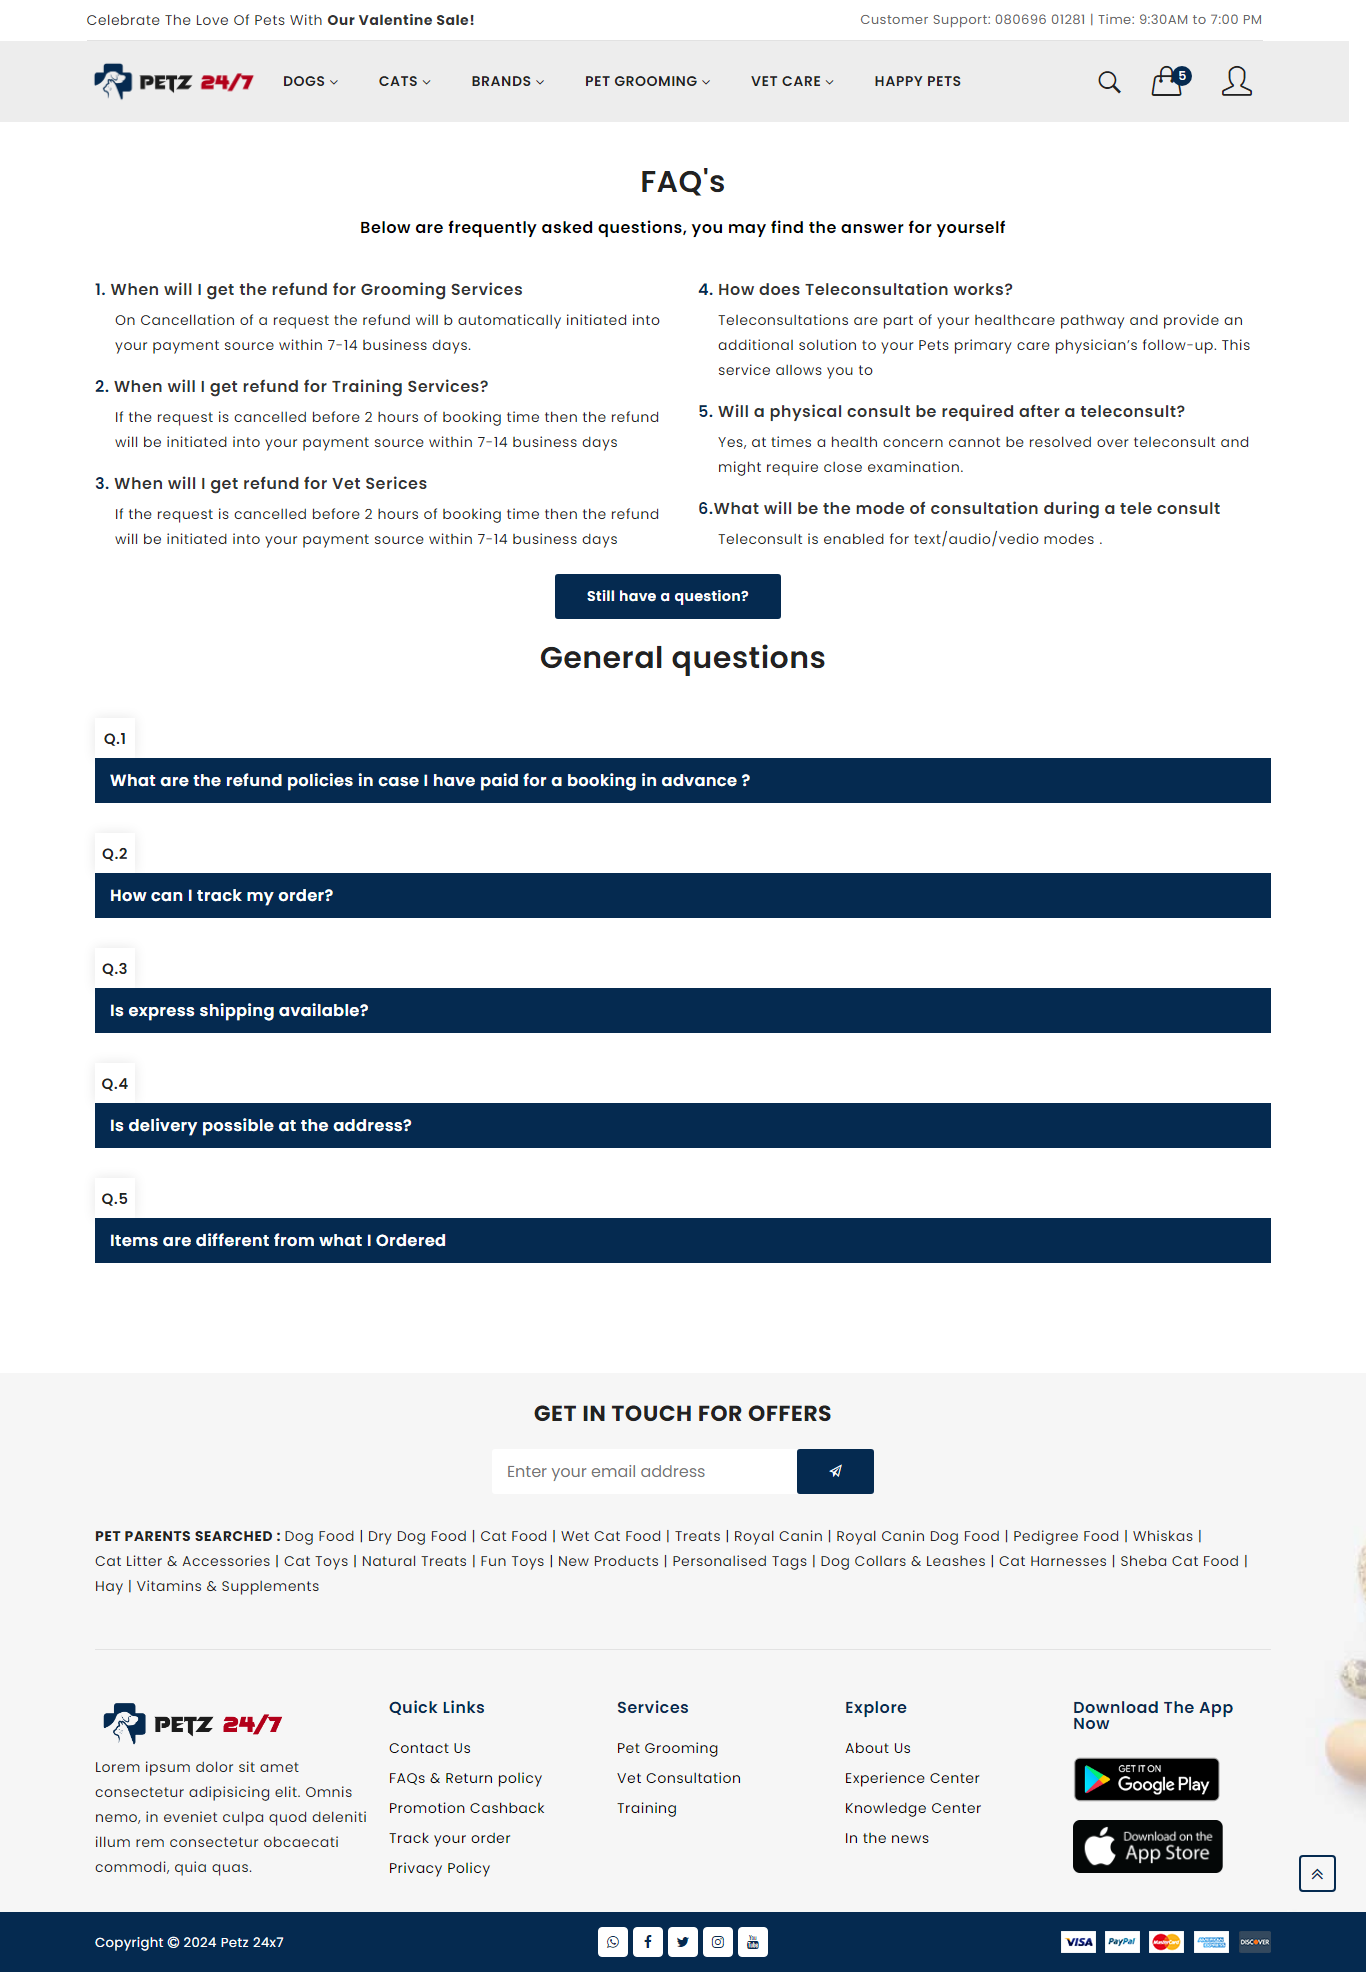 Celebrate The Love Of Pets With Our Valentine Sale!
Customer Support: 080696 01281 | Time: 9:30AM to 7:00 PM
PETZ 24/7
DOGS
CATS
BRANDS
PET GROOMING
VET CARE
HAPPY PETS
5
FAQ's
Below are frequently asked questions, you may find the answer for yourself
1. When will I get the refund for Grooming Services
On Cancellation of a request the refund will b automatically initiated into
your payment source within 7-14 business days.
2. When will I get refund for Training Services?
If the request is cancelled before 2 hours of booking time then the refund
will be initiated into your payment source within 7-14 business days
3. When will I get refund for Vet Serices
If the request is cancelled before 2 hours of booking time then the refund
will be initiated into your payment source within 7-14 business days
4. How does Teleconsultation works?
Teleconsultations are part of your healthcare pathway and provide an
additional solution to your Pets primary care physician’s follow-up. This
service allows you to
5. Will a physical consult be required after a teleconsult?
Yes, at times a health concern cannot be resolved over teleconsult and
might require close examination.
6.What will be the mode of consultation during a tele consult
Teleconsult is enabled for text/audio/vedio modes .
Still have a question?
General questions
Q.1
What are the refund policies in case I have paid for a booking in advance ?
Q.2
How can I track my order?
Q.3
Is express shipping available?
Q.4
Is delivery possible at the address?
Q.5
Items are different from what I Ordered
GET IN TOUCH FOR OFFERS
Enter your email address
PET PARENTS SEARCHED : Dog Food | Dry Dog Food | Cat Food | Wet Cat Food | Treats | Royal Canin | Royal Canin Dog Food | Pedigree Food | Whiskas |
Cat Litter & Accessories | Cat Toys | Natural Treats | Fun Toys | New Products | Personalised Tags | Dog Collars & Leashes | Cat Harnesses | Sheba Cat Food |
Hay | Vitamins & Supplements
PETZ 24/7
Lorem ipsum dolor sit amet
consectetur adipisicing elit. Omnis
nemo, in eveniet culpa quod deleniti
illum rem consectetur obcaecati
commodi, quia quas.
Quick Links
Contact Us
FAQs & Return policy
Promotion Cashback
Track your order
Privacy Policy
Services
Pet Grooming
Vet Consultation
Training
Explore
About Us
Experience Center
Knowledge Center
In the news
Download The App
Now
GET IT ON
Google Play
Download on the
App Store
Copyright © 2024 Petz 24x7
You
Tube
VISA
PayPal
MasterCard
AMERICAN
EXPRESS
DISCOVER